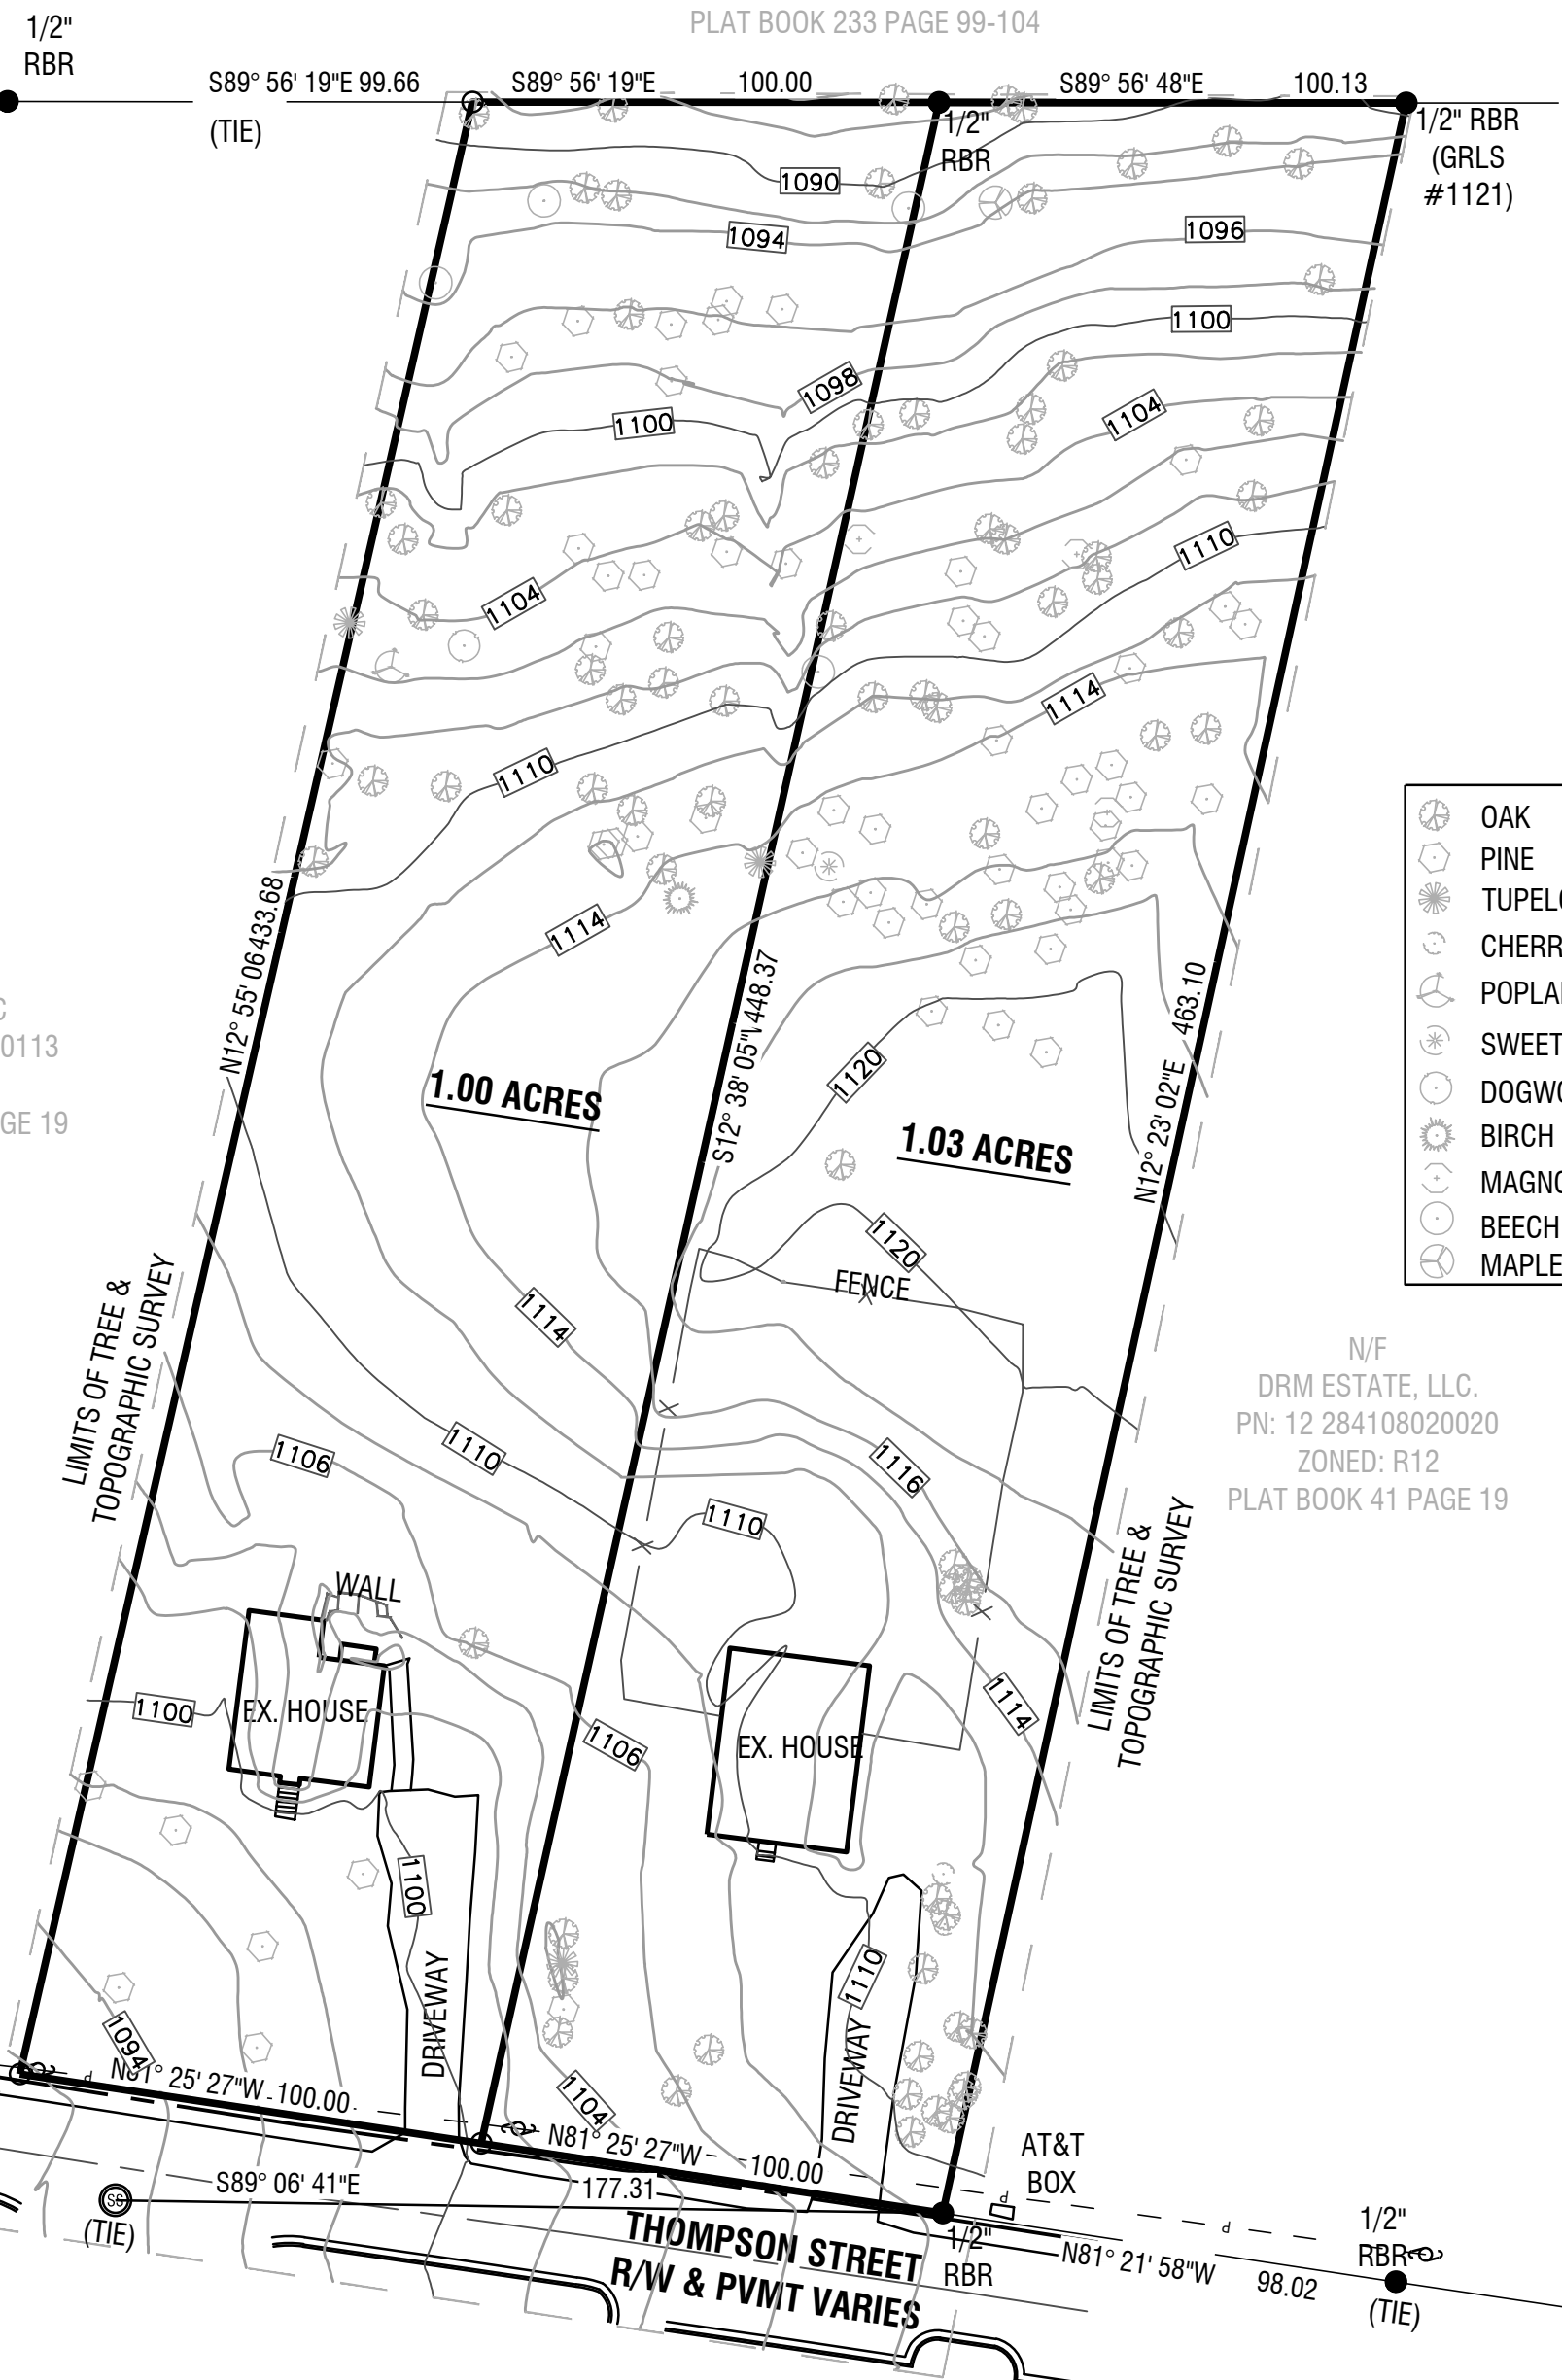 PLAT BOOK 233 PAGE 99-104
1/2"
RBR
S89° 56' 19"E 99.66
(TIE)
S89° 56' 19"E 100.00
S89° 56' 48"E 100.13
1/2"
RBR
1/2" RBR
(GRLS
#1121)
1090
1094
1096
1100
1098
1100
1104
1104
1110
1114
1110
1114
N12° 55' 06 433.68
S12° 38' 05" 448.37
N12° 23' 02"E 463.10
OAK
PINE
TUPELO
CHERR
POPLAR
SWEET
DOGWO
BIRCH
MAGNO
BEECH
MAPLE
C
0113
GE 19
1.00 ACRES
1.03 ACRES
1120
1120
FENCE
1114
1116
1110
1106
1110
LIMITS OF TREE &
TOPOGRAPHIC SURVEY
N/F
DRM ESTATE, LLC.
PN: 12 284108020020
ZONED: R12
PLAT BOOK 41 PAGE 19
LIMITS OF TREE &
TOPOGRAPHIC SURVEY
WALL
EX. HOUSE
1100
1106
EX. HOUSE
1114
1100
DRIVEWAY
1110
DRIVEWAY
1094
1104
N81° 25' 27"W 100.00
N81° 25' 27"W 100.00
S89° 06' 41"E 177.31
SS
(TIE)
THOMPSON STREET
R/W & PVMT VARIES
AT&T
BOX
1/2"
RBR
N81° 21' 58"W 98.02
1/2"
RBR
(TIE)